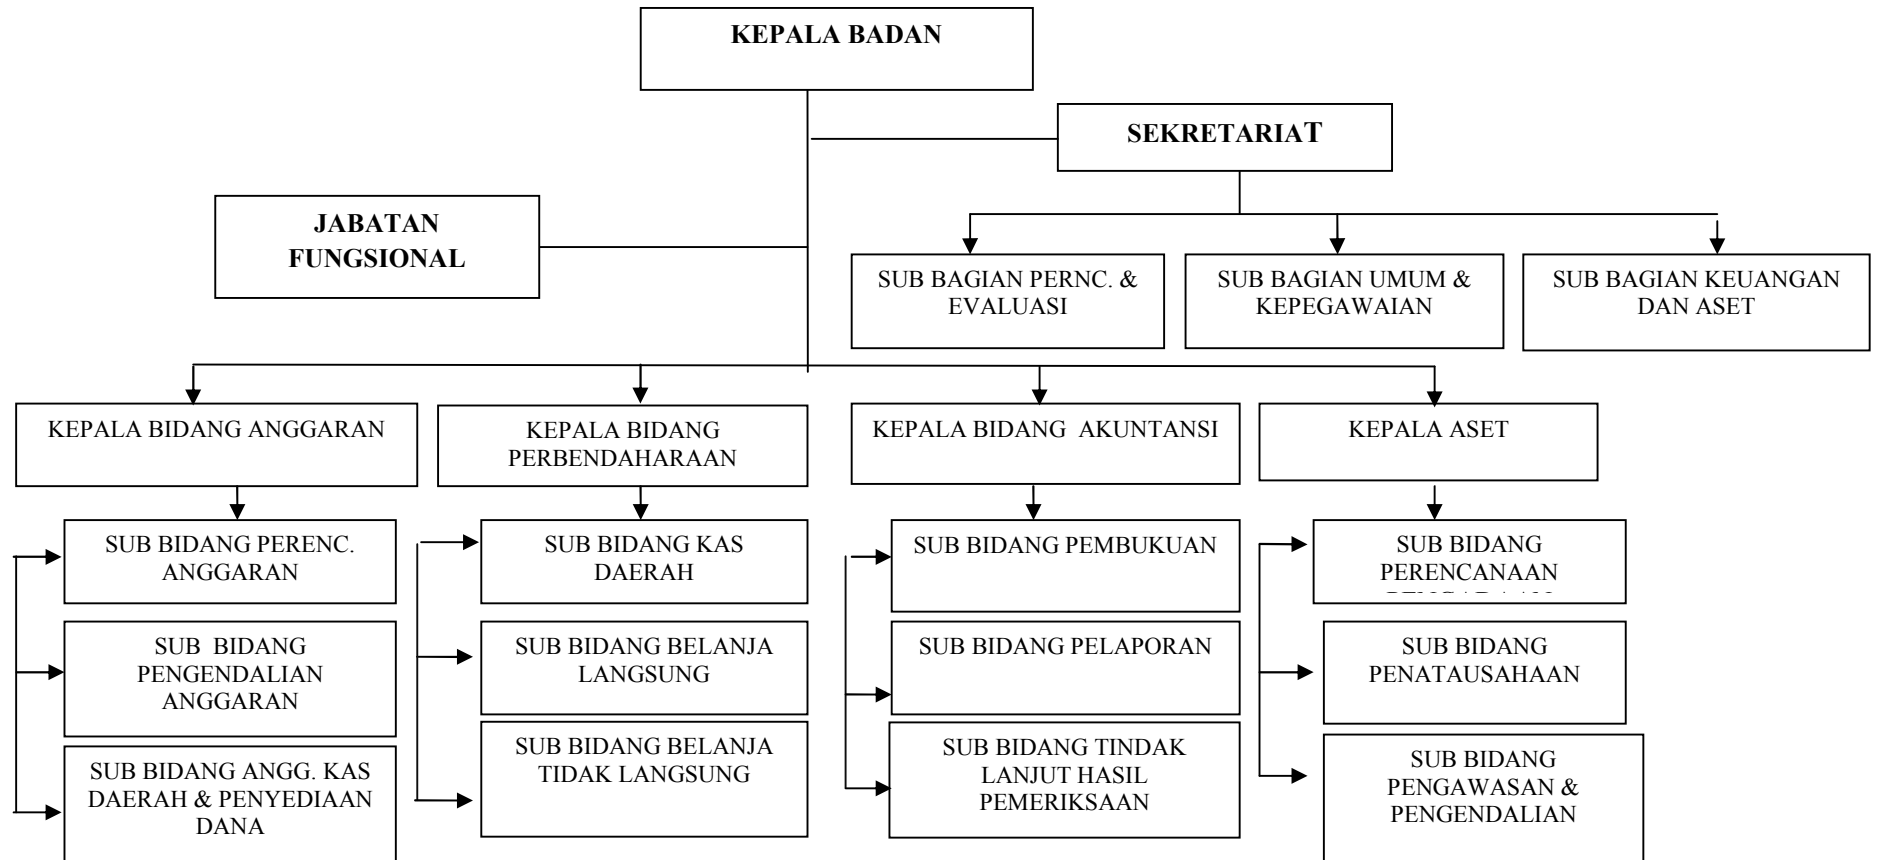 KEPALA BADAN
SEKRETARIAT
JABATAN
FUNGSIONAL
SUB BAGIAN PERNC. &
EVALUASI
SUB BAGIAN UMUM &
KEPEGAWAIAN
SUB BAGIAN KEUANGAN
DAN ASET
KEPALA BIDANG ANGGARAN
KEPALA BIDANG
PERBENDAHARAAN
KEPALA BIDANG AKUNTANSI
KEPALA ASET
SUB BIDANG PERENC.
ANGGARAN
SUB BIDANG KAS
DAERAH
SUB BIDANG PEMBUKUAN
SUB BIDANG
PERENCANAAN
SUB BIDANG
PENGENDALIAN
ANGGARAN
SUB BIDANG BELANJA
LANGSUNG
SUB BIDANG PELAPORAN
SUB BIDANG
PENATAUSAHAAN
SUB BIDANG ANGG. KAS
DAERAH & PENYEDIAAN
DANA
SUB BIDANG BELANJA
TIDAK LANGSUNG
SUB BIDANG TINDAK
LANJUT HASIL
PEMERIKSAAN
SUB BIDANG
PENGAWASAN &
PENGENDALIAN